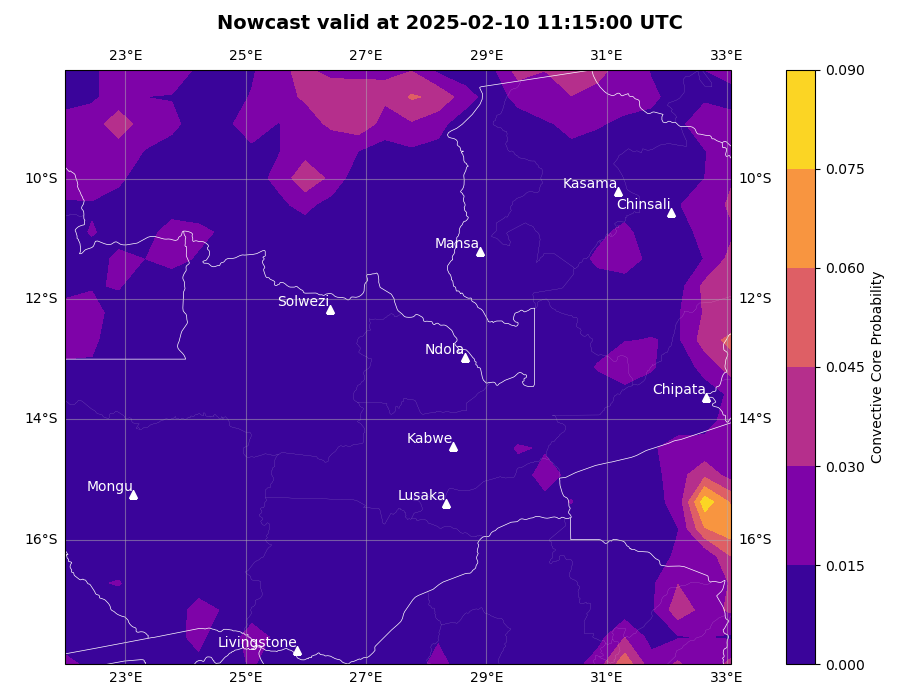 Nowcast valid at 2025-02-10 11:15:00 UTC
23°E 25°E 27°E 29°E 31°E 33°E
0.090
0.075
0.060
0.045
0.030
0.015
0.000
Convective Core Probability
10°S 10°S
12°S 12°S
14°S 14°S
16°S 16°S
Kasama
Chinsali
Mansa
Solwezi
Ndola
Chipata
Kabwe
Mongu
Lusaka
Livingstone
23°E 25°E 27°E 29°E 31°E 33°E